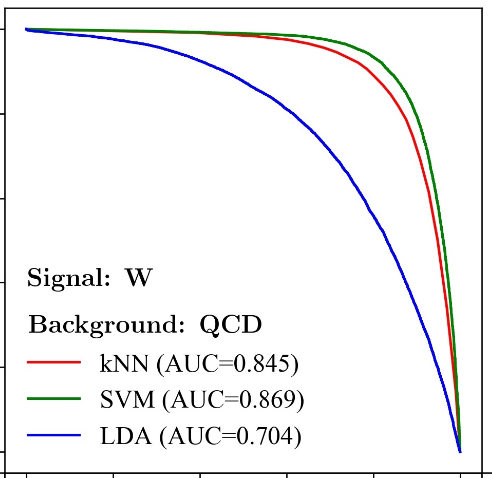 Signal: W
Background: QCD
kNN (AUC=0.845)
SVM (AUC=0.869)
LDA (AUC=0.704)